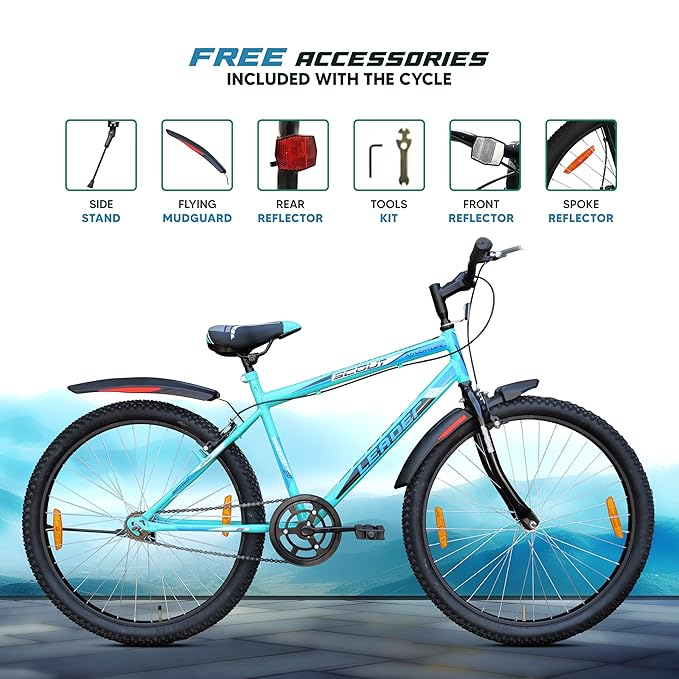 FREE ACCESSORIES
INCLUDED WITH THE CYCLE
SIDE
STAND
FLYING
MUDGUARD
REAR
REFLECTOR
TOOLS
KIT
FRONT
REFLECTOR
SPOKE
REFLECTOR
SCOUT
ADVENTURE
LEADER